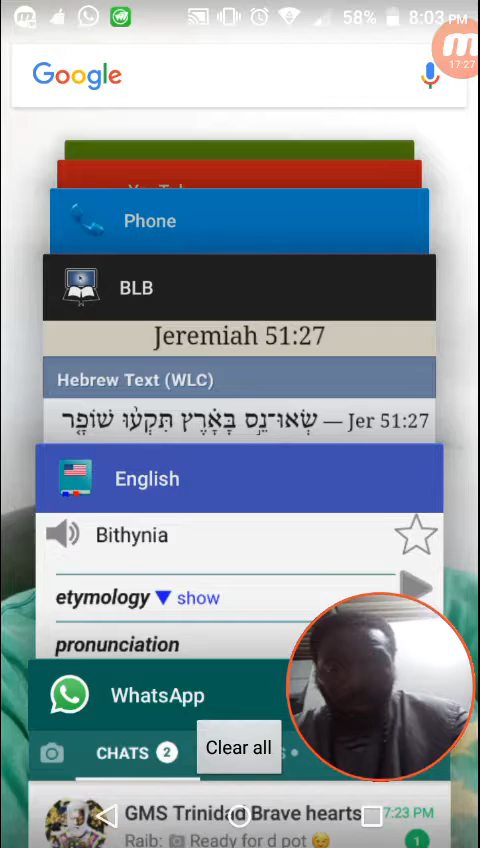 58% 8:03 PM
17:27
Google
Phone
BLB
Jeremiah 51:27
Hebrew Text (WLC)
שְׂאוּ־נֵ֣ס בָּאָ֗רֶץ תִּקְע֨וּ שׁוֹפָ֤ר — Jer 51:27
English
Bithynia
etymology ▼ show
pronunciation
WhatsApp
CHATS 2
Clear all
GMS Trinidad Brave hearts 7:23 PM
Raib: 📷 Ready for d pot 😉 1